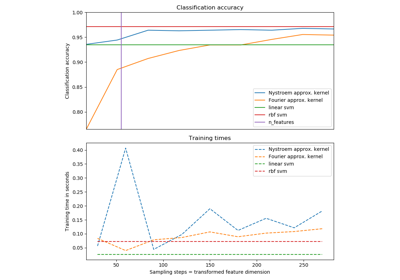 Classification accuracy
1.00
0.95
0.90
0.85
0.80
Classification accuracy
Nystroem approx. kernel
Fourier approx. kernel
linear svm
rbf svm
n_features
Training times
0.40
0.35
0.30
0.25
0.20
0.15
0.10
0.05
Training time in seconds
Nystroem approx. kernel
Fourier approx. kernel
linear svm
rbf svm
50
100
150
200
250
Sampling steps = transformed feature dimension